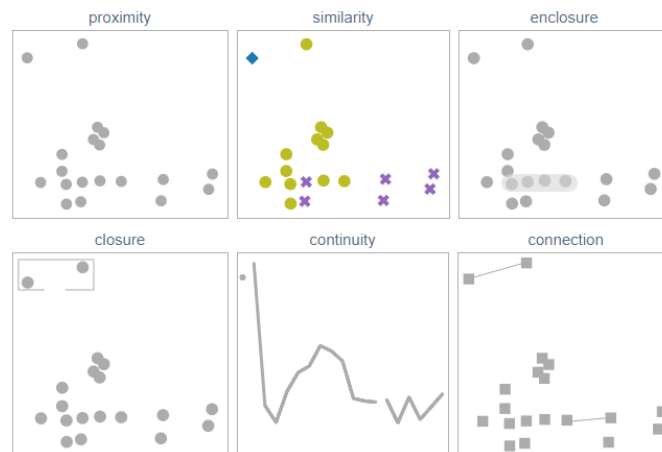 proximity
similarity
enclosure
closure
continuity
connection